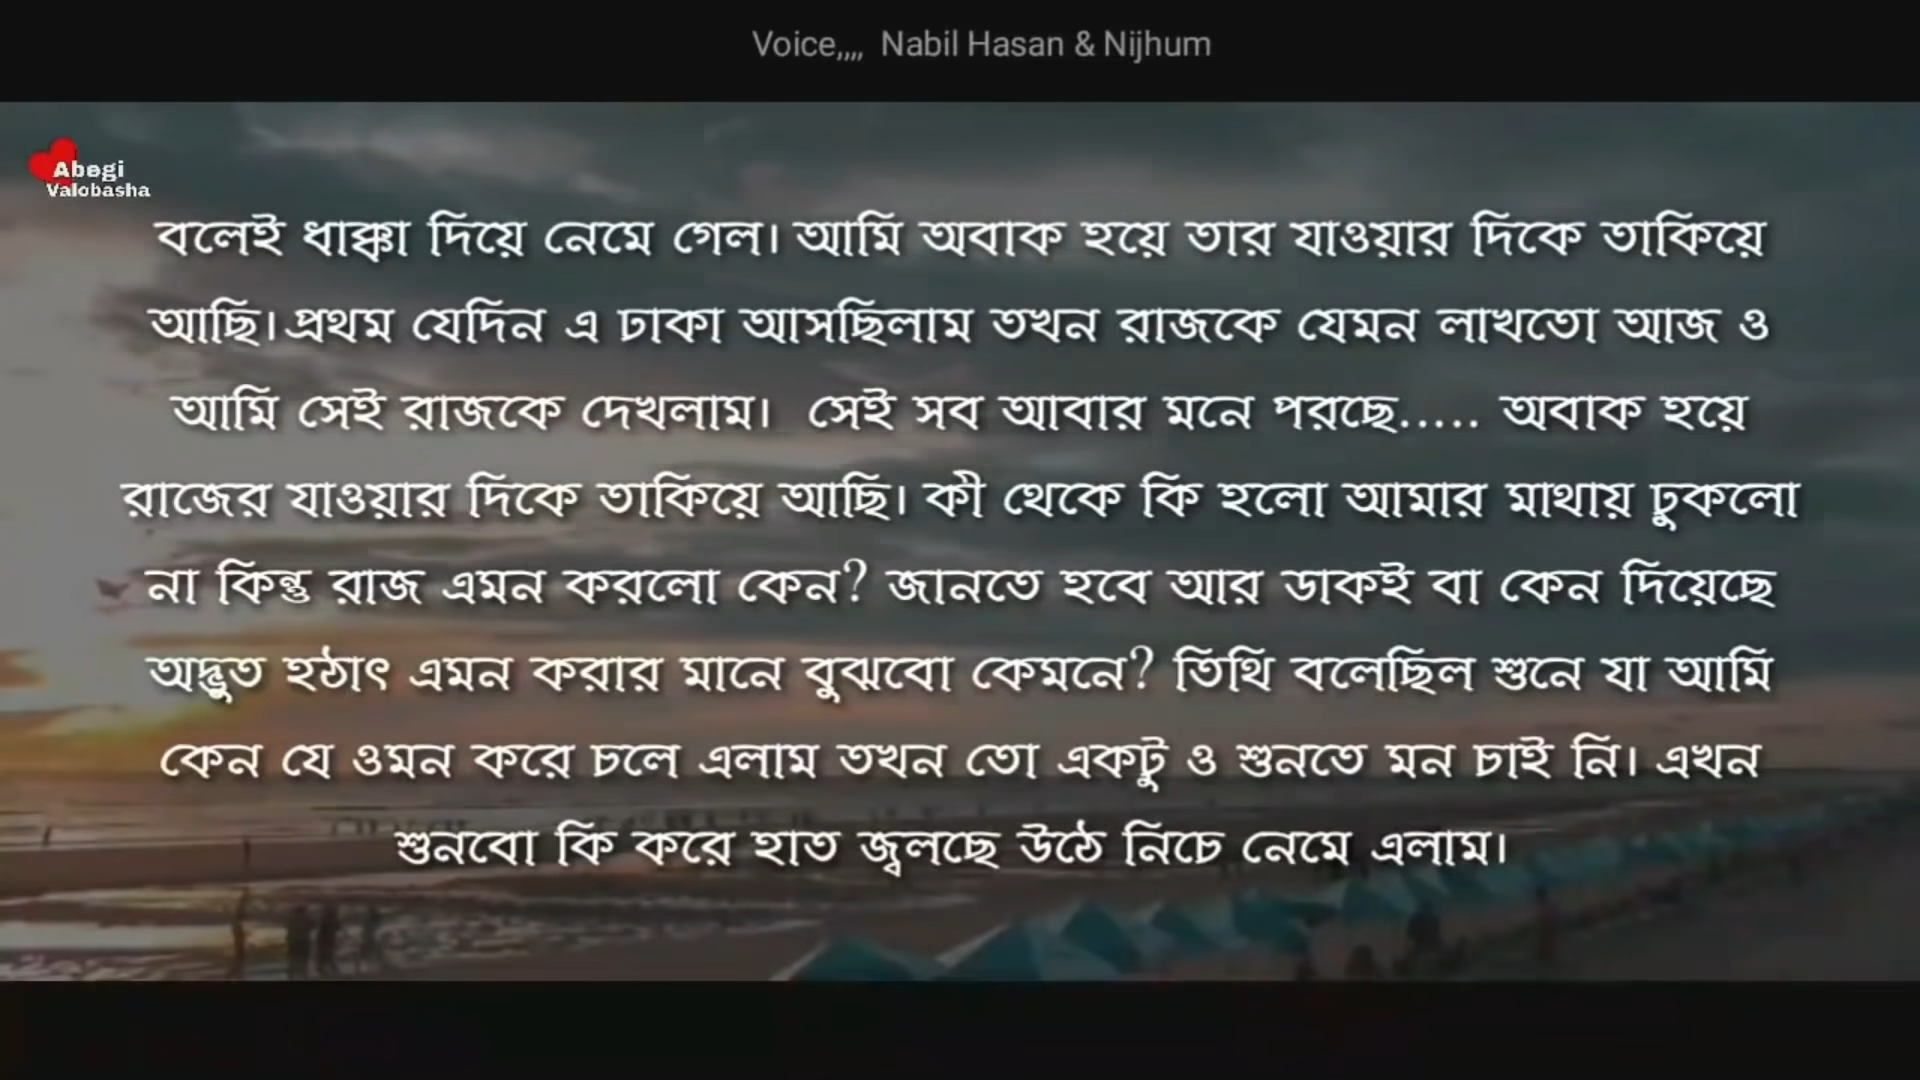 Voice,,,, Nabil Hasan & Nijhum
Abegi
Valobasha
বলেই ধাক্কা দিয়ে নেমে গেল। আমি অবাক হয়ে তার যাওয়ার দিকে তাকিয়ে
আছি।প্রথম যেদিন এ ঢাকা আসছিলাম তখন রাজকে যেমন লাখতো আজ ও
আমি সেই রাজকে দেখলাম। সেই সব আবার মনে পরছে..... অবাক হয়ে
রাজের যাওয়ার দিকে তাকিয়ে আছি। কী থেকে কি হলো আমার মাথায় ঢুকলো
না কিন্তু রাজ এমন করলো কেন? জানতে হবে আর ডাকই বা কেন দিয়েছে
অদ্ভুত হঠাৎ এমন করার মানে বুঝবো কেমনে? তিথি বলেছিল শুনে যা আমি
কেন যে ওমন করে চলে এলাম তখন তো একটু ও শুনতে মন চাই নি। এখন
শুনবো কি করে হাত জ্বলছে উঠে নিচে নেমে এলাম।